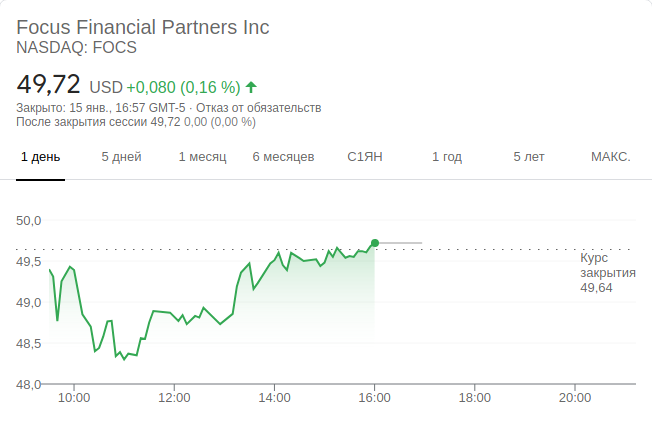 Focus Financial Partners Inc
NASDAQ: FOCS
49,72 USD +0,080 (0,16 %)
Закрыто: 15 янв., 16:57 GMT-5 · Отказ от обязательств
После закрытия сессии 49,72 0,00 (0,00 %)
1 день 5 дней 1 месяц 6 месяцев С1ЯН 1 год 5 лет МАКС.
50,0
49,5
49,0
48,5
48,0
Курс
закрытия
49,64
10:00 12:00 14:00 16:00 18:00 20:00